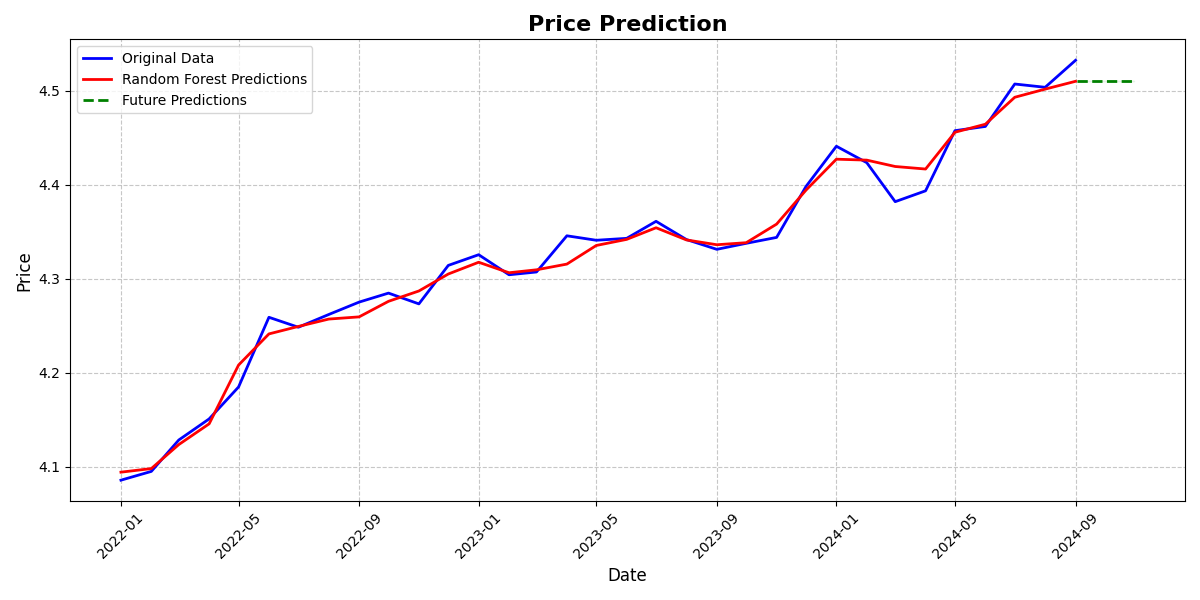 Price Prediction
Original Data
Random Forest Predictions
Future Predictions
Price
4.5
4.4
4.3
4.2
4.1
2022-01
2022-05
2022-09
2023-01
2023-05
2023-09
2024-01
2024-05
2024-09
Date